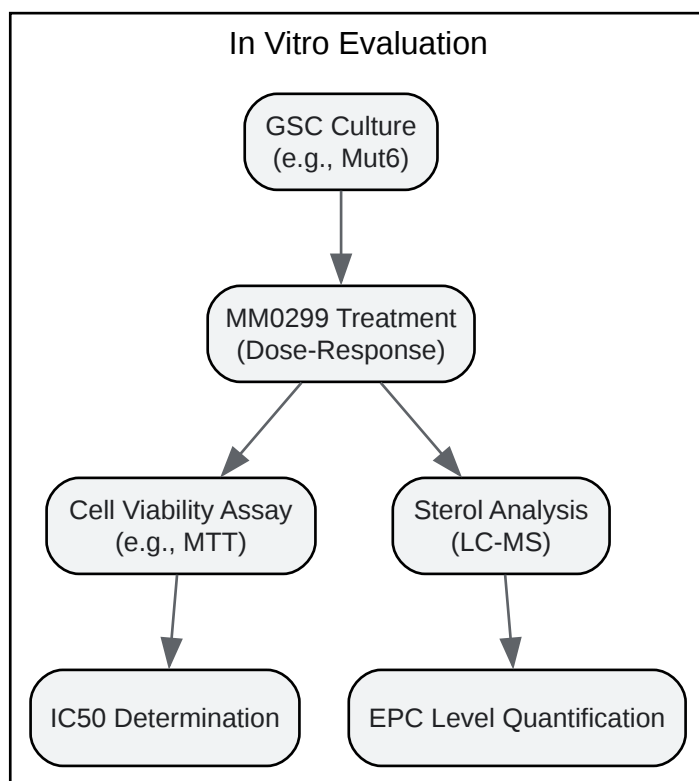 In Vitro Evaluation
GSC Culture
(e.g., Mut6)
MM0299 Treatment
(Dose-Response)
Cell Viability Assay
(e.g., MTT)
Sterol Analysis
(LC-MS)
IC50 Determination
EPC Level Quantification